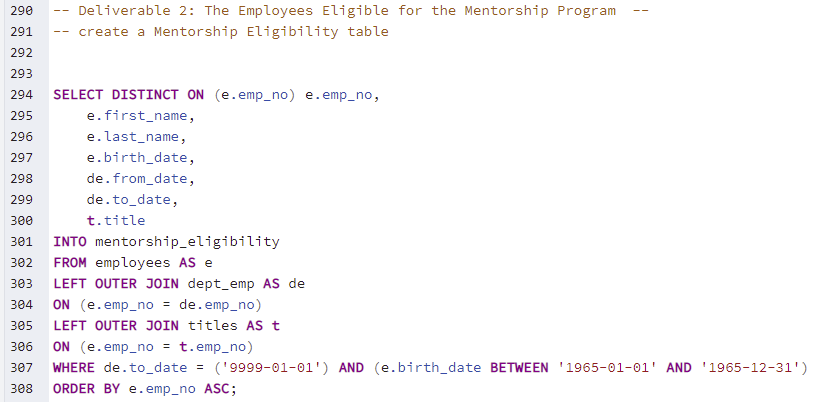 290 -- Deliverable 2: The Employees Eligible for the Mentorship Program --
291 -- create a Mentorship Eligibility table
292
293
294 SELECT DISTINCT ON (e.emp_no) e.emp_no,
295     e.first_name,
296     e.last_name,
297     e.birth_date,
298     de.from_date,
299     de.to_date,
300     t.title
301 INTO mentorship_eligibility
302 FROM employees AS e
303 LEFT OUTER JOIN dept_emp AS de
304 ON (e.emp_no = de.emp_no)
305 LEFT OUTER JOIN titles AS t
306 ON (e.emp_no = t.emp_no)
307 WHERE de.to_date = ('9999-01-01') AND (e.birth_date BETWEEN '1965-01-01' AND '1965-12-31')
308 ORDER BY e.emp_no ASC;